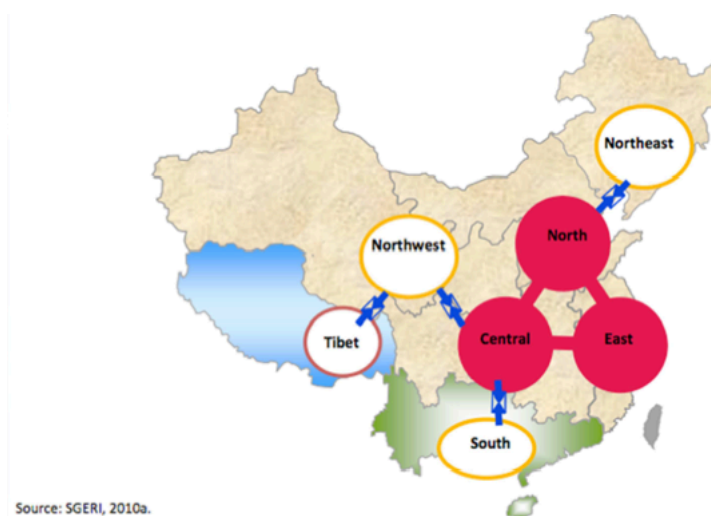 Northeast
North
Northwest
Tibet
Central
East
South
Source: SGERI, 2010a.